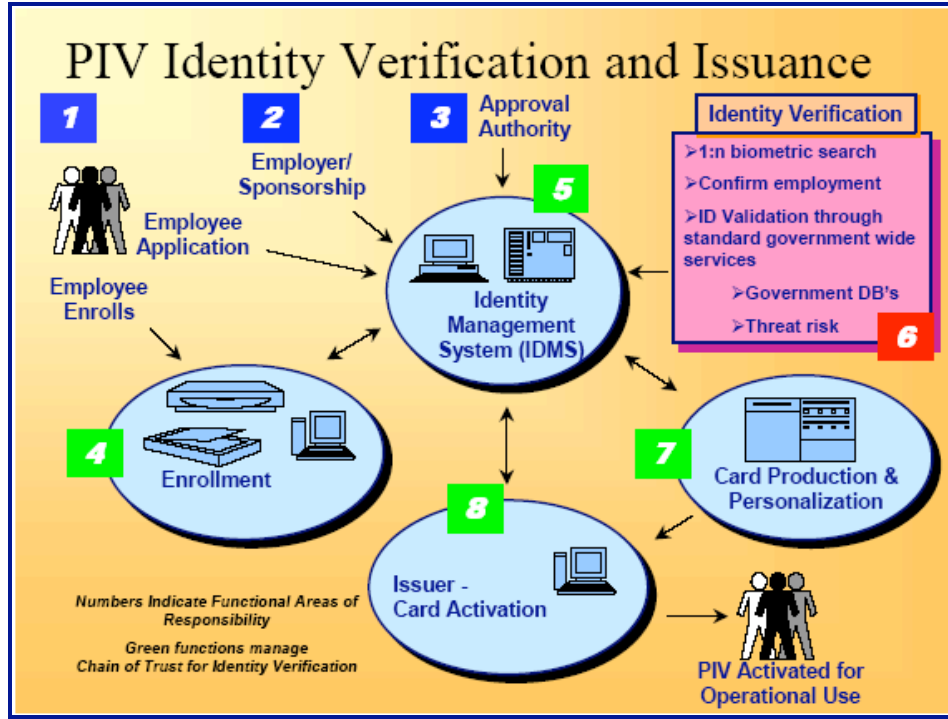 PIV Identity Verification and Issuance
1
2
3
Approval
Authority
Employer/
Sponsorship
Employee
Application
Employee
Enrolls
Identity Verification
➢1:n biometric search
➢Confirm employment
➢ID Validation through
standard government wide
services
➢Government DB's
➢Threat risk
6
5
Identity
Management
System (IDMS)
4
Enrollment
7
Card Production &
Personalization
8
Issuer -
Card Activation
Numbers Indicate Functional Areas of
Responsibility
Green functions manage
Chain of Trust for Identity Verification
PIV Activated for
Operational Use